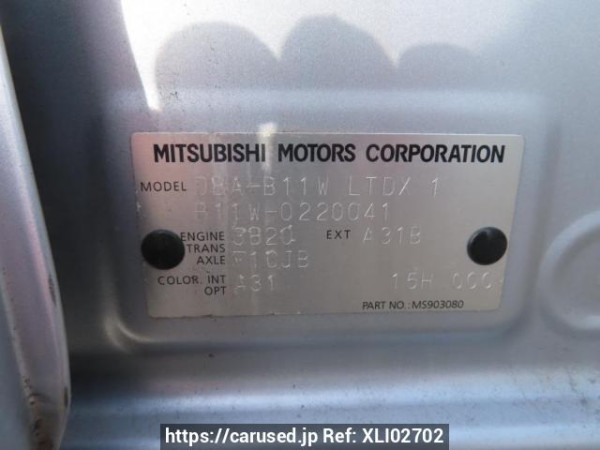 MITSUBISHI MOTORS CORPORATION
MODEL DBA-B11W LTDX 1
B11W-0220041
ENGINE 3B20 EXT A31B
TRANS
AXLE F1CJB
COLOR. INT A31 15H 000
OPT
PART NO.: MS903080
https://carused.jp Ref: XLI02702